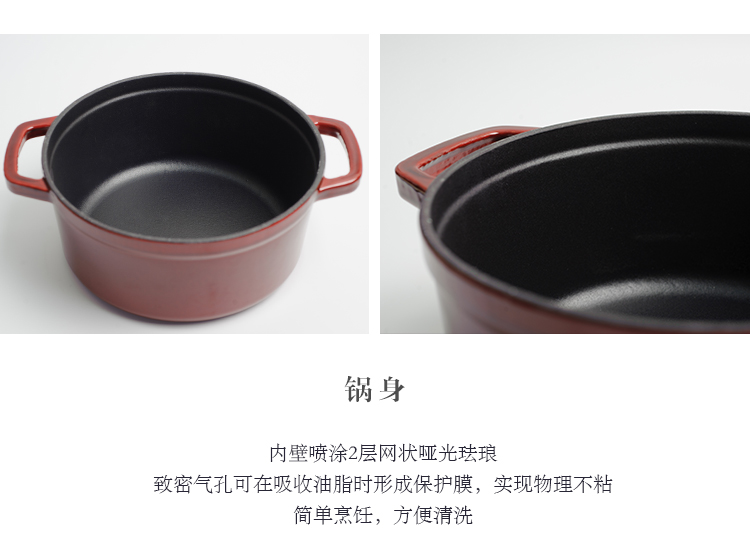 锅身
内壁喷涂2层网状哑光珐琅
致密气孔可在吸收油脂时形成保护膜，实现物理不粘
简单烹饪，方便清洗